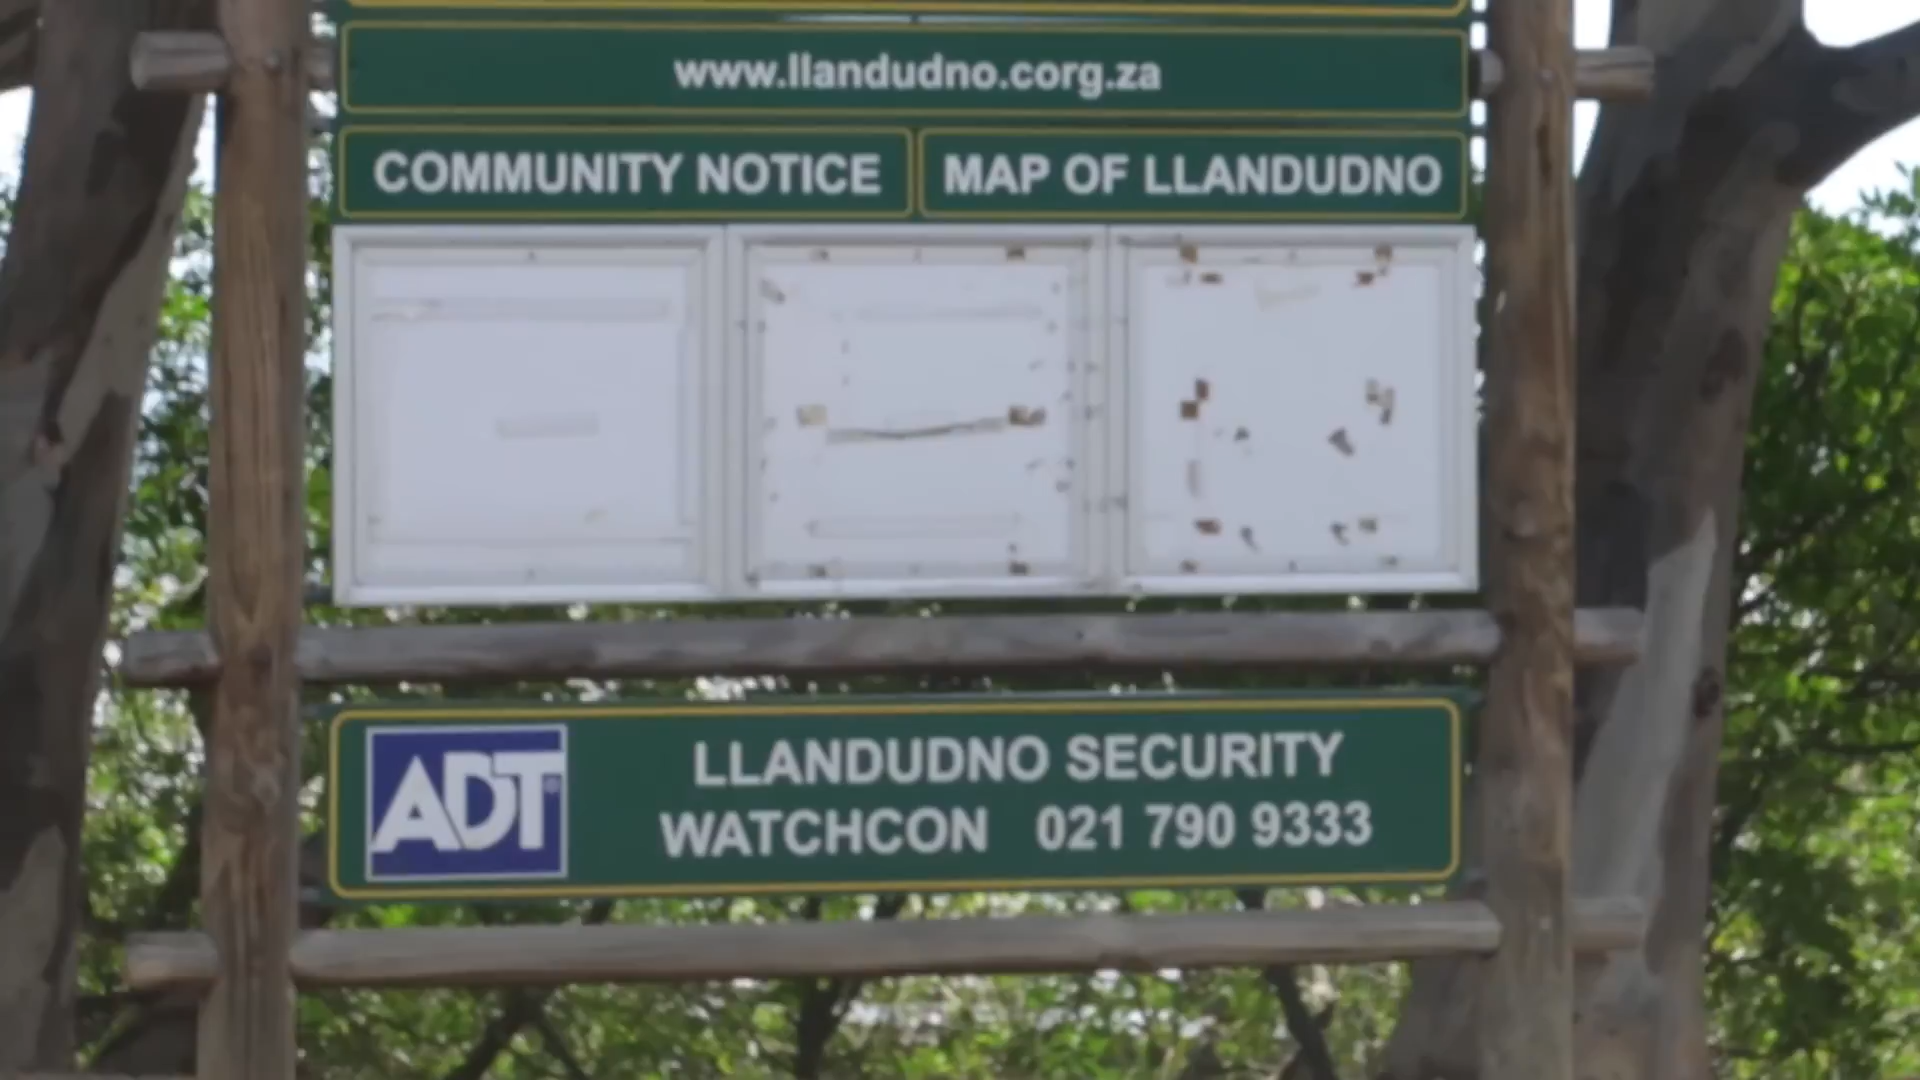 www.llandudno.corg.za
COMMUNITY NOTICE
MAP OF LLANDUDNO
ADT
LLANDUDNO SECURITY
WATCHCON 021 790 9333